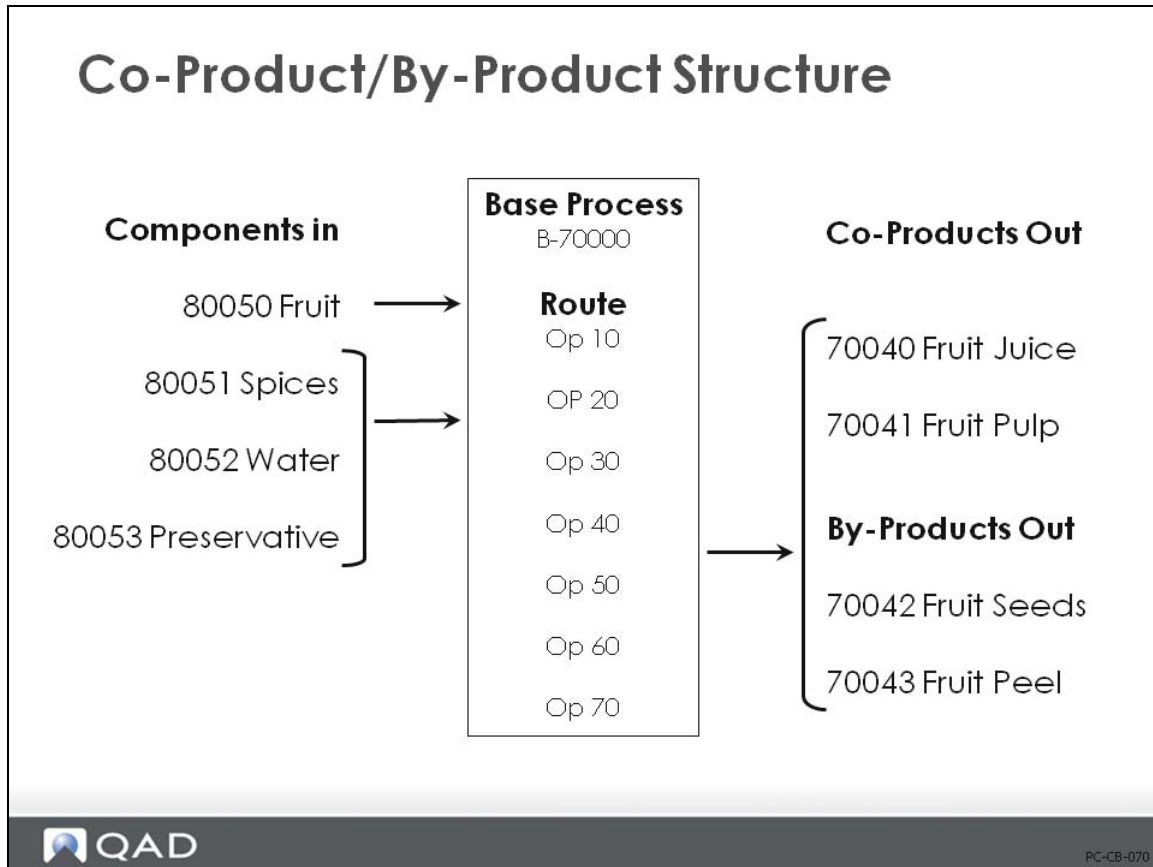 Co-Product/By-Product Structure
Components in
80050 Fruit
80051 Spices
80052 Water
80053 Preservative
Base Process
B-70000
Route
Op 10
OP 20
Op 30
Op 40
Op 50
Op 60
Op 70
Co-Products Out
70040 Fruit Juice
70041 Fruit Pulp
By-Products Out
70042 Fruit Seeds
70043 Fruit Peel
QAD
PC-CB-070